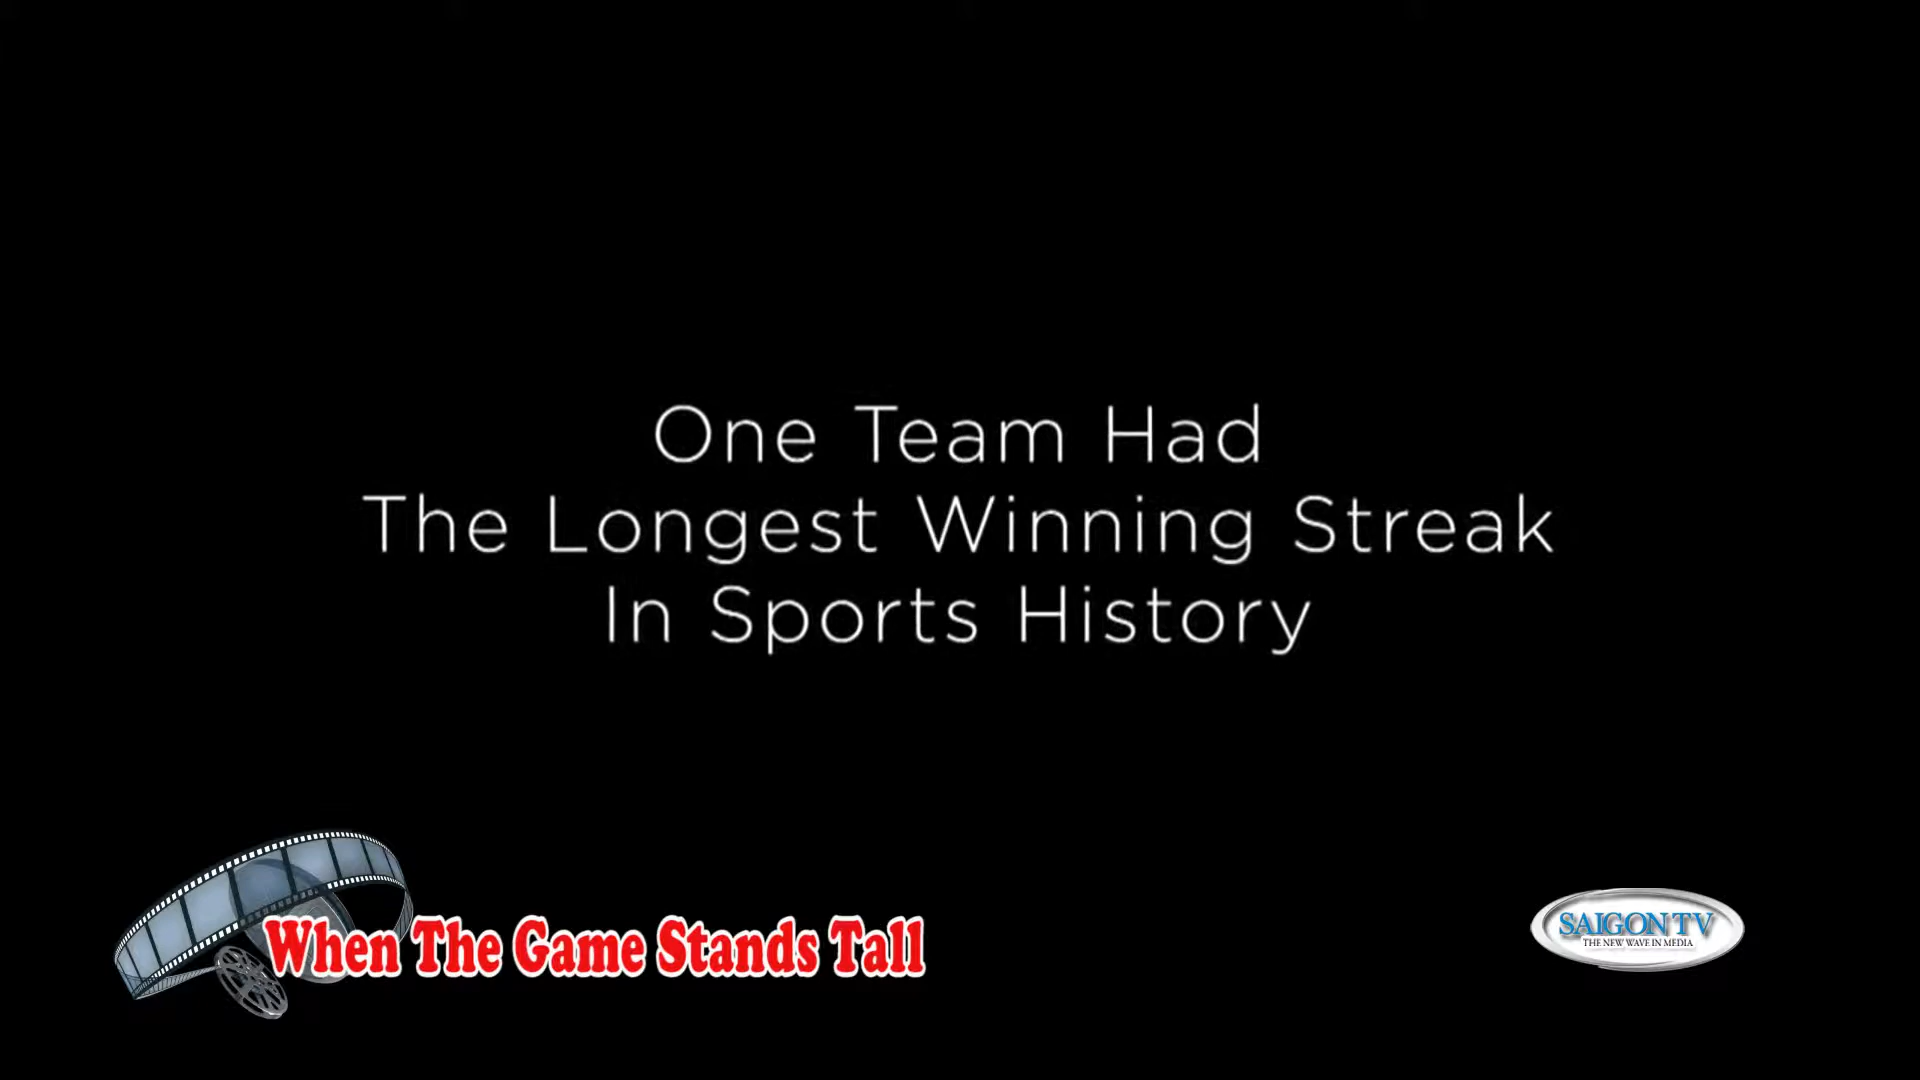 One Team Had
The Longest Winning Streak
In Sports History
When The Game Stands Tall
SAIGON TV
THE NEW WAVE IN MEDIA